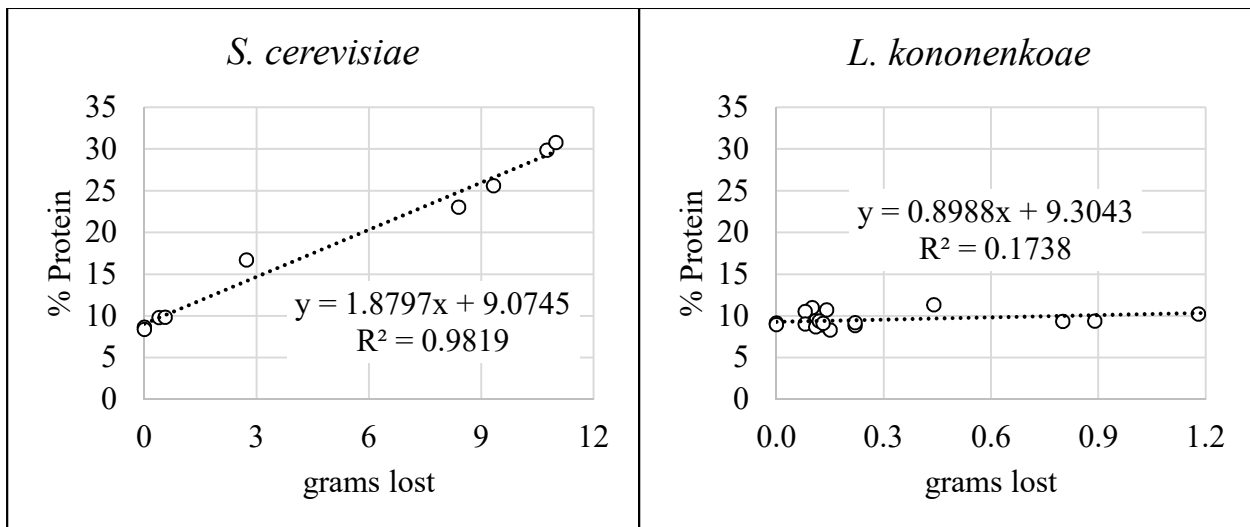 S. cerevisiae
% Protein
35
30
25
20
15
10
5
0
y = 1.8797x + 9.0745
R² = 0.9819
0 3 6 9 12
grams lost
L. kononenkoae
% Protein
35
30
25
20
15
10
5
0
y = 0.8988x + 9.3043
R² = 0.1738
0.0 0.3 0.6 0.9 1.2
grams lost